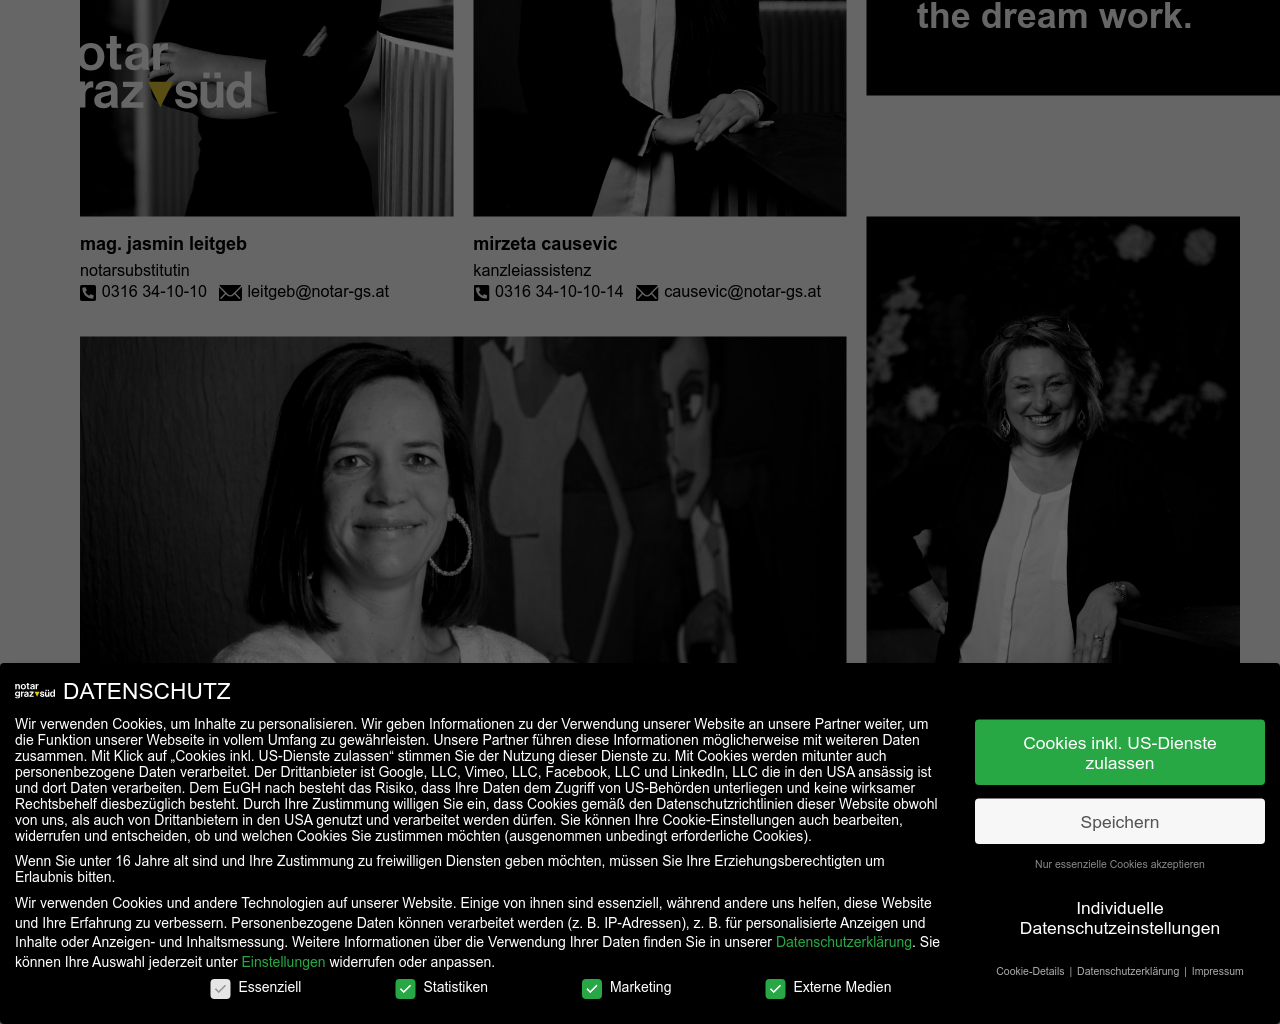 the dream work.
notar
graz süd
mag. jasmin leitgeb
notarsubstitutin
0316 34-10-10 leitgeb@notar-gs.at
mirzeta causevic
kanzleiassistenz
0316 34-10-10-14 causevic@notar-gs.at
notar
graz süd
DATENSCHUTZ
Wir verwenden Cookies, um Inhalte zu personalisieren. Wir geben Informationen zu der Verwendung unserer Website an unsere Partner weiter, um
die Funktion unserer Webseite in vollem Umfang zu gewährleisten. Unsere Partner führen diese Informationen möglicherweise mit weiteren Daten
zusammen. Mit Klick auf „Cookies inkl. US-Dienste zulassen“ stimmen Sie der Nutzung dieser Dienste zu. Mit Cookies werden mitunter auch
personenbezogene Daten verarbeitet. Der Drittanbieter ist Google, LLC, Vimeo, LLC, Facebook, LLC und LinkedIn, LLC die in den USA ansässig ist
und dort Daten verarbeiten. Dem EuGH nach besteht das Risiko, dass Ihre Daten dem Zugriff von US-Behörden unterliegen und keine wirksamer
Rechtsbehelf diesbezüglich besteht. Durch Ihre Zustimmung willigen Sie ein, dass Cookies gemäß den Datenschutzrichtlinien dieser Website obwohl
von uns, als auch von Drittanbietern in den USA genutzt und verarbeitet werden dürfen. Sie können Ihre Cookie-Einstellungen auch bearbeiten,
widerrufen und entscheiden, ob und welchen Cookies Sie zustimmen möchten (ausgenommen unbedingt erforderliche Cookies).
Wenn Sie unter 16 Jahre alt sind und Ihre Zustimmung zu freiwilligen Diensten geben möchten, müssen Sie Ihre Erziehungsberechtigten um
Erlaubnis bitten.
Wir verwenden Cookies und andere Technologien auf unserer Website. Einige von ihnen sind essenziell, während andere uns helfen, diese Website
und Ihre Erfahrung zu verbessern. Personenbezogene Daten können verarbeitet werden (z. B. IP-Adressen), z. B. für personalisierte Anzeigen und
Inhalte oder Anzeigen- und Inhaltsmessung. Weitere Informationen über die Verwendung Ihrer Daten finden Sie in unserer Datenschutzerklärung. Sie
können Ihre Auswahl jederzeit unter Einstellungen widerrufen oder anpassen.
Essenziell Statistiken Marketing Externe Medien
Cookies inkl. US-Dienste
zulassen
Speichern
Nur essenzielle Cookies akzeptieren
Individuelle
Datenschutzeinstellungen
Cookie-Details | Datenschutzerklärung | Impressum